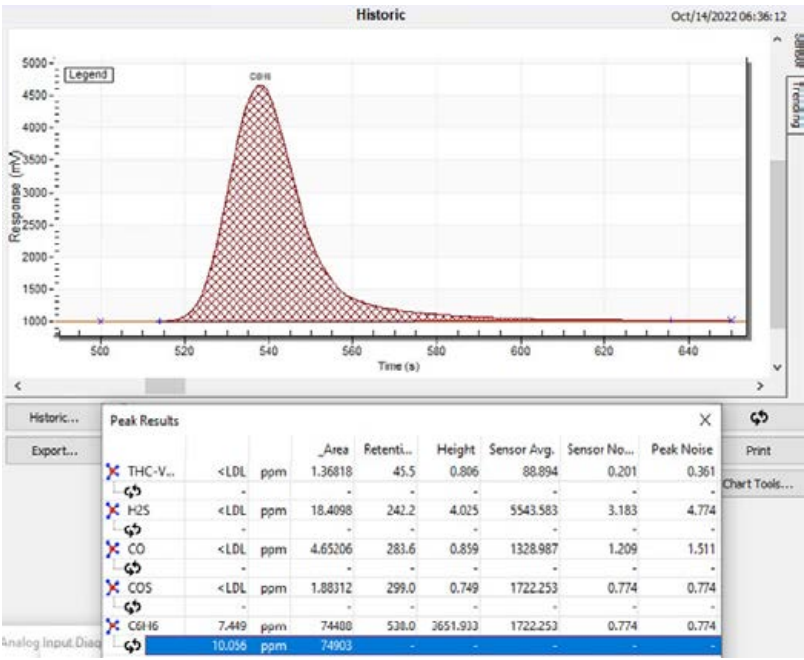 Historic
Oct/14/2022 06:36:12
Legend
C6H6
5000
4500
4000
3500
3000
2500
2000
1500
1000
Response (mV)
500 520 540 560 580 600 620 640
Time (s)
Sensor
Trending
Historic...
Export...
Print
Chart Tools...
Peak Results
_Area Retenti... Height Sensor Avg. Sensor No... Peak Noise
THC-V... <LDL ppm 1.36818 45.5 0.806 88.894 0.201 0.361
- - - - - - -
H2S <LDL ppm 18.4098 242.2 4.025 5543.583 3.183 4.774
- - - - - - -
CO <LDL ppm 4.65206 283.6 0.859 1328.987 1.209 1.511
- - - - - - -
COS <LDL ppm 1.88312 299.0 0.749 1722.253 0.774 0.774
- - - - - - -
C6H6 7.449 ppm 74488 538.0 3651.933 1722.253 0.774 0.774
10.056 ppm 74903 - - - - -
Analog Input Diag